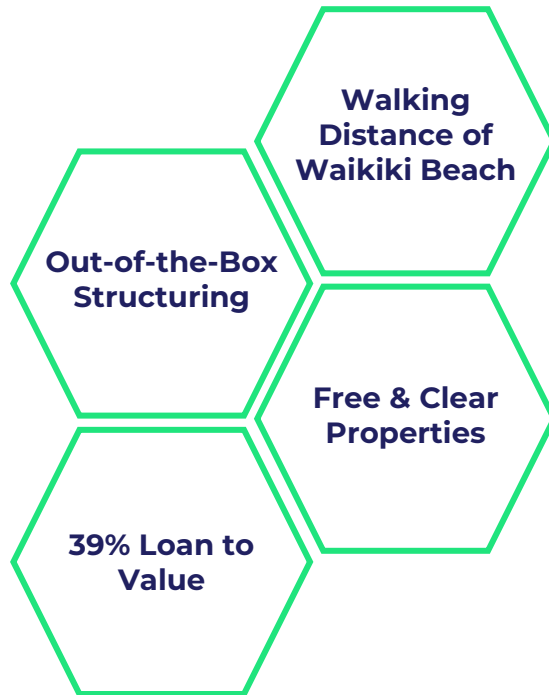 Walking
Distance of
Waikiki Beach
Out-of-the-Box
Structuring
Free & Clear
Properties
39% Loan to
Value